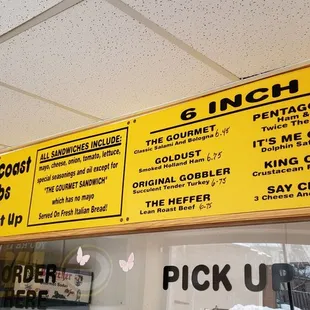 coast
bs
t up
ALL SANDWICHES INCLUDE:
mayo, cheese, onion, tomato, lettuce,
special seasonings and oil except for
"THE GOURMET SANDWICH"
which has no mayo
Served On Fresh Italian Bread!
6 INCH
THE GOURMET
Classic Salami And Bologna 6.45
GOLDUST
Smoked Holland Ham 6.75
ORIGINAL GOBBLER
Succulent Tender Turkey 6.75
THE HEFFER
Lean Roast Beef 6.75
PENTAGO
Ham &
Twice The
IT'S ME
Dolphin Sa
KING
Crustacean
SAY CH
3 Cheese And
ORDER
HERE
PICK UP